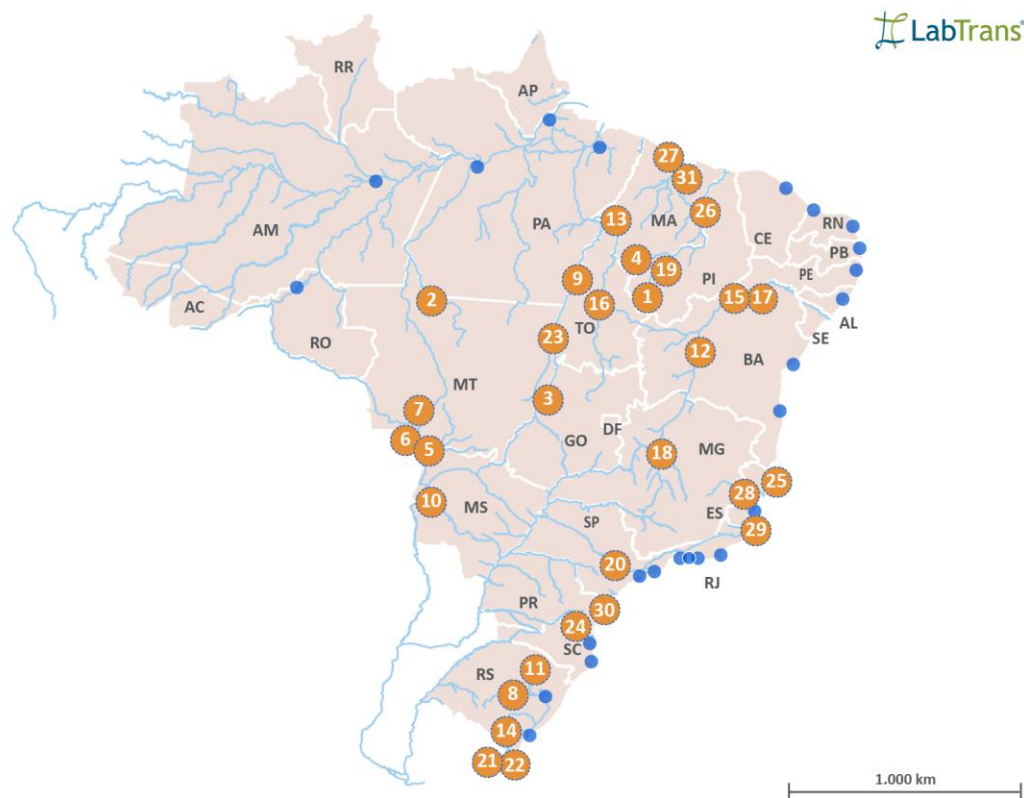 LabTrans
RR
AP
27
31
13
MA
26
AM
PA
CE
RN
PB
4
19
PE
9
PI
2
16
1
15
17
AC
TO
AL
SE
RO
23
12
BA
MT
3
7
GO
DF
6
5
18
MG
25
28
10
MS
ES
SP
29
20
RJ
PR
30
24
SC
11
RS
8
14
21
22
1.000 km